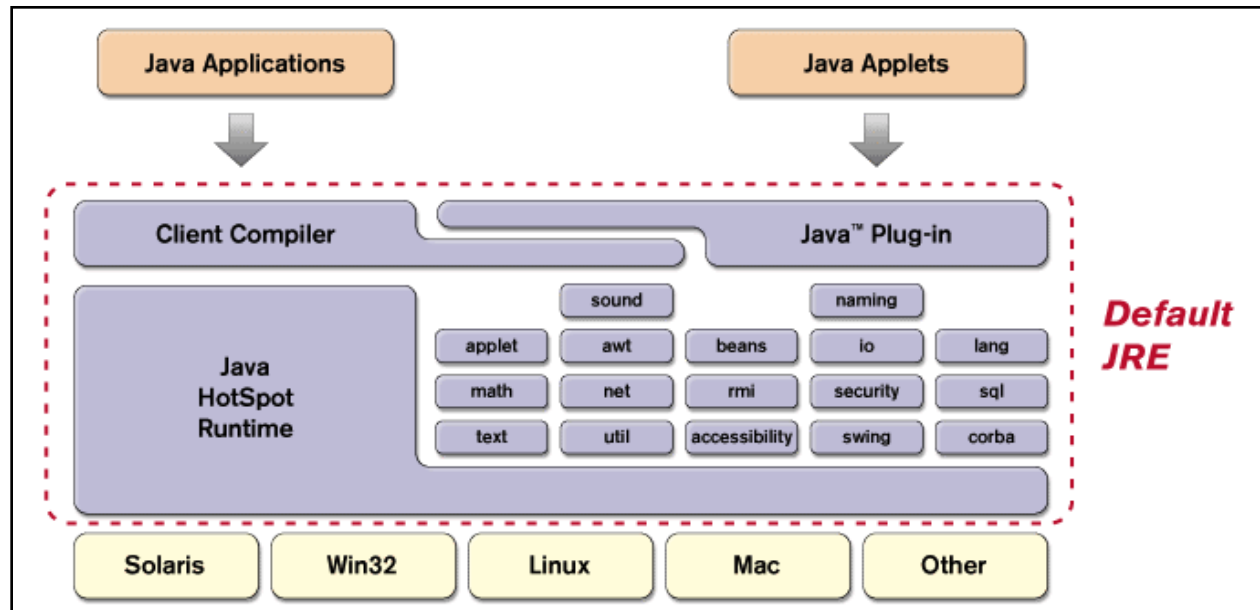 Java Applications
Java Applets
Client Compiler
Java™ Plug-in
Java
HotSpot
Runtime
sound
naming
applet
awt
beans
io
lang
math
net
rmi
security
sql
text
util
accessibility
swing
corba
Default
JRE
Solaris
Win32
Linux
Mac
Other